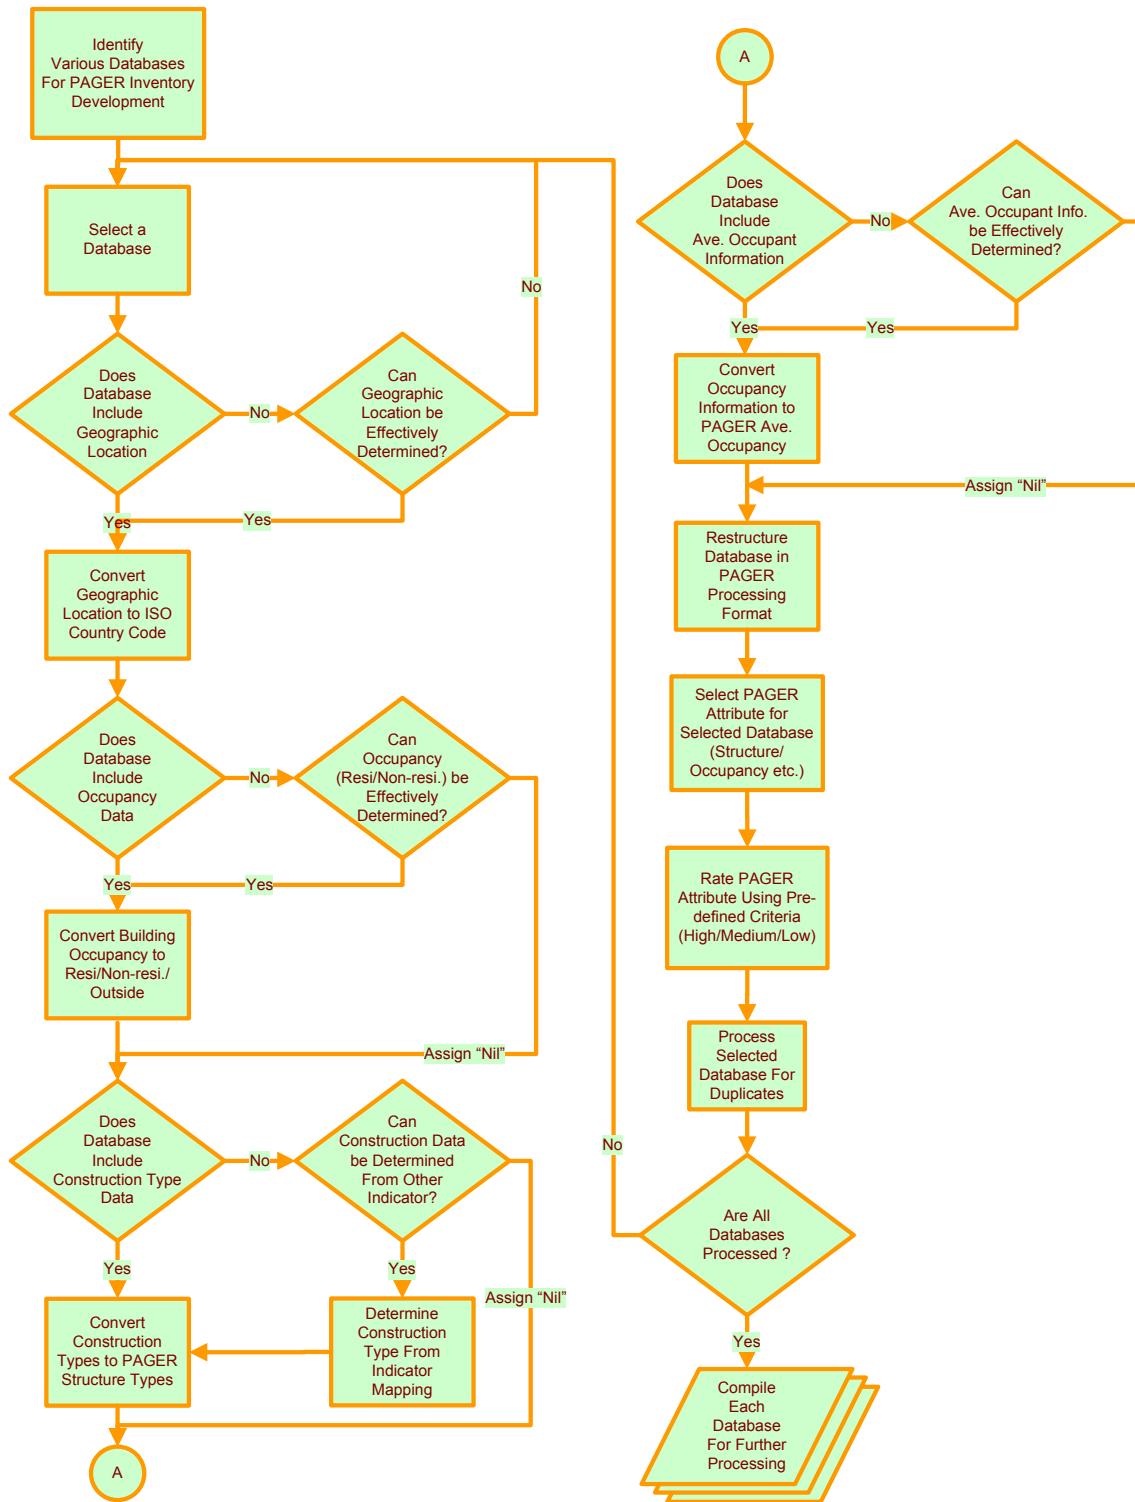 Identify
Various Databases
For PAGER Inventory
Development
Select a
Database
No
Does
Database
Include
Geographic
Location
No
Can
Geographic
Location be
Effectively
Determined?
Yes
Yes
Convert
Geographic
Location to ISO
Country Code
Does
Database
Include
Occupancy
Data
No
Can
Occupancy
(Resi/Non-resi.) be
Effectively
Determined?
Yes
Yes
Convert Building
Occupancy to
Resi/Non-resi./
Outside
Assign “Nil”
Does
Database
Include
Construction Type
Data
No
Can
Construction Data
be Determined
From Other
Indicator?
Yes
Yes
Assign “Nil”
Convert
Construction
Types to PAGER
Structure Types
Determine
Construction
Type From
Indicator
Mapping
A
A
Does
Database
Include
Ave. Occupant
Information
No
Can
Ave. Occupant Info.
be Effectively
Determined?
Yes
Yes
Convert
Occupancy
Information to
PAGER Ave.
Occupancy
Assign “Nil”
Restructure
Database in
PAGER
Processing
Format
Select PAGER
Attribute for
Selected Database
(Structure/
Occupancy etc.)
Rate PAGER
Attribute Using Pre-
defined Criteria
(High/Medium/Low)
Process
Selected
Database For
Duplicates
No
Are All
Databases
Processed ?
Yes
Compile
Each
Database
For Further
Processing